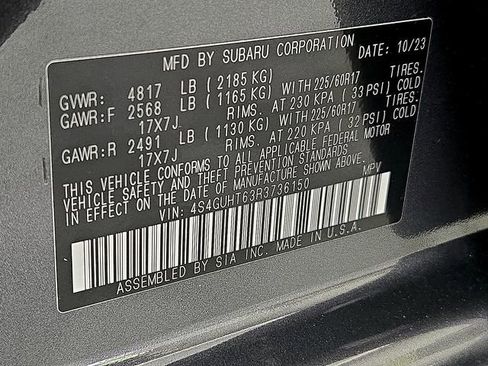 MFD BY SUBARU CORPORATION DATE: 10/23
GVWR: 4817 LB ( 2185 KG)
GAWR:F 2568 LB ( 1165 KG) WITH 225/60R17 TIRES.
17X7J RIMS. AT 230 KPA ( 33 PSI) COLD
GAWR:R 2491 LB ( 1130 KG) WITH 225/60R17 TIRES.
17X7J RIMS. AT 220 KPA ( 32 PSI) COLD
THIS VEHICLE CONFORMS TO ALL APPLICABLE FEDERAL MOTOR
VEHICLE SAFETY AND THEFT PREVENTION STANDARDS IN EFFECT
ON THE DATE OF MANUFACTURE SHOWN ABOVE.
VIN: 4S4GUHT63R3736150 MPV
ASSEMBLED BY SIA INC. MADE IN U.S.A.